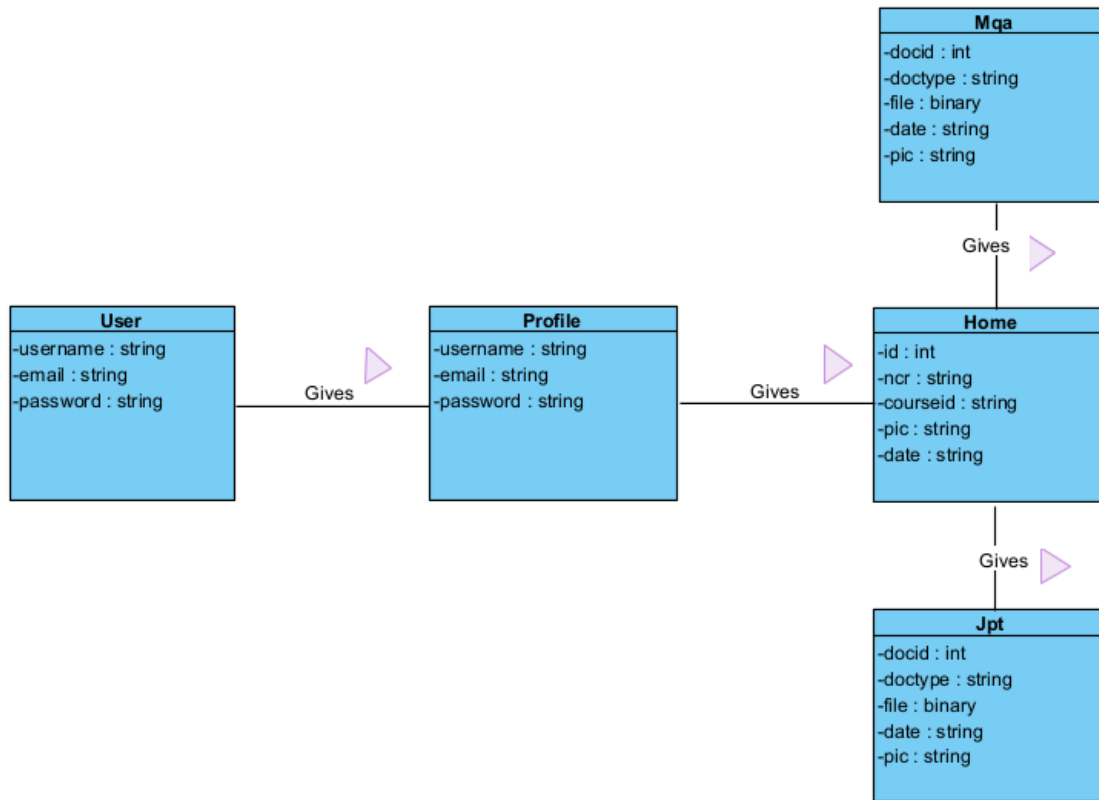 Mqa
-docid : int
-doctype : string
-file : binary
-date : string
-pic : string
Gives
User
-username : string
-email : string
-password : string
Gives
Profile
-username : string
-email : string
-password : string
Gives
Home
-id : int
-ncr : string
-courseid : string
-pic : string
-date : string
Gives
Jpt
-docid : int
-doctype : string
-file : binary
-date : string
-pic : string